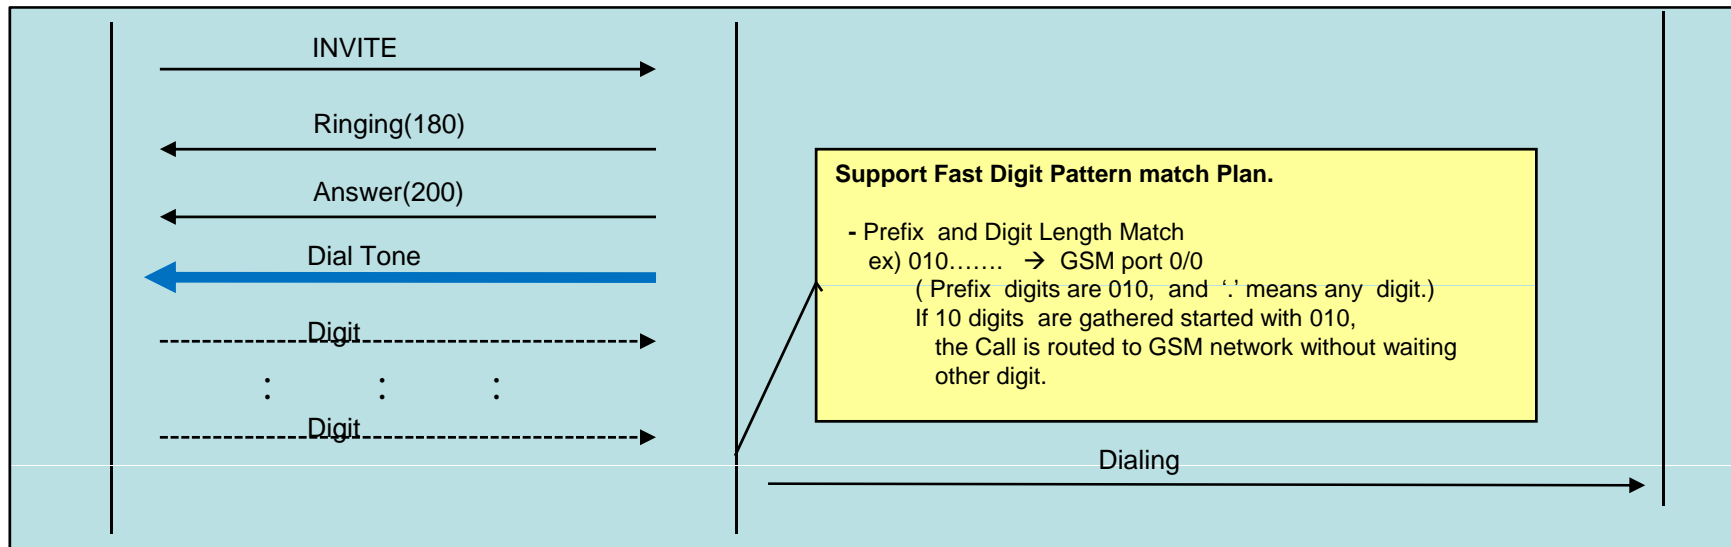 INVITE
Ringing(180)
Answer(200)
Dial Tone
Digit
: : :
Digit
Support Fast Digit Pattern match Plan.
- Prefix and Digit Length Match
ex) 010……. → GSM port 0/0
( Prefix digits are 010, and ‘.’ means any digit.)
If 10 digits are gathered started with 010,
the Call is routed to GSM network without waiting
other digit.
Dialing